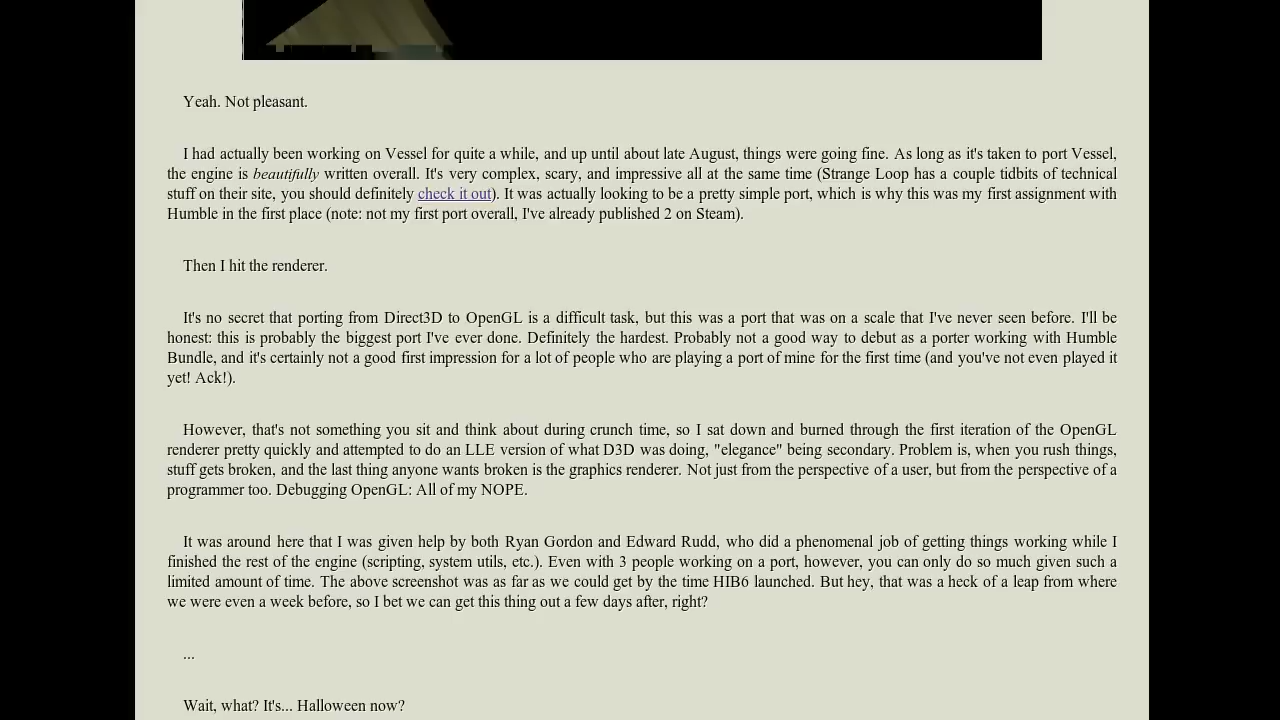 Yeah. Not pleasant.
I had actually been working on Vessel for quite a while, and up until about late August, things were going fine. As long as it's taken to port Vessel,
the engine is beautifully written overall. It's very complex, scary, and impressive all at the same time (Strange Loop has a couple tidbits of technical
stuff on their site, you should definitely check it out). It was actually looking to be a pretty simple port, which is why this was my first assignment with
Humble in the first place (note: not my first port overall, I've already published 2 on Steam).
Then I hit the renderer.
It's no secret that porting from Direct3D to OpenGL is a difficult task, but this was a port that was on a scale that I've never seen before. I'll be
honest: this is probably the biggest port I've ever done. Definitely the hardest. Probably not a good way to debut as a porter working with Humble
Bundle, and it's certainly not a good first impression for a lot of people who are playing a port of mine for the first time (and you've not even played it
yet! Ack!).
However, that's not something you sit and think about during crunch time, so I sat down and burned through the first iteration of the OpenGL
renderer pretty quickly and attempted to do an LLE version of what D3D was doing, "elegance" being secondary. Problem is, when you rush things,
stuff gets broken, and the last thing anyone wants broken is the graphics renderer. Not just from the perspective of a user, but from the perspective of a
programmer too. Debugging OpenGL: All of my NOPE.
It was around here that I was given help by both Ryan Gordon and Edward Rudd, who did a phenomenal job of getting things working while I
finished the rest of the engine (scripting, system utils, etc.). Even with 3 people working on a port, however, you can only do so much given such a
limited amount of time. The above screenshot was as far as we could get by the time HIB6 launched. But hey, that was a heck of a leap from where
we were even a week before, so I bet we can get this thing out a few days after, right?
...
Wait, what? It's... Halloween now?